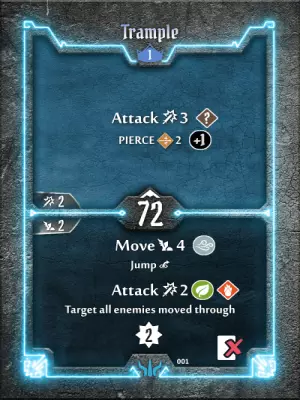 Trample
1
Attack 3 ?
PIERCE 2 +1
2
72
2
Move 4
Jump
Attack 2
Target all enemies moved through
2
001